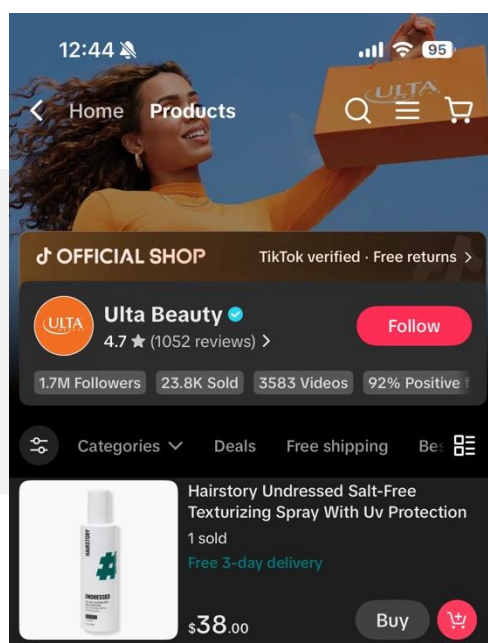 12:44
95
Home Products
ULTA
OFFICIAL SHOP TikTok verified · Free returns >
ULTA
BEAUTY
Ulta Beauty
4.7 ★ (1052 reviews) >
Follow
1.7M Followers 23.8K Sold 3583 Videos 92% Positive
Categories Deals Free shipping
Hairstory Undressed Salt-Free
Texturizing Spray With Uv Protection
1 sold
Free 3-day delivery
HAIRSTORY
#
UNDRESSED
$38.00
Buy